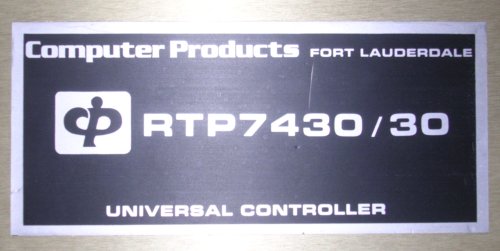 Computer Products FORT LAUDERDALE
cp RTP7430/30
UNIVERSAL CONTROLLER